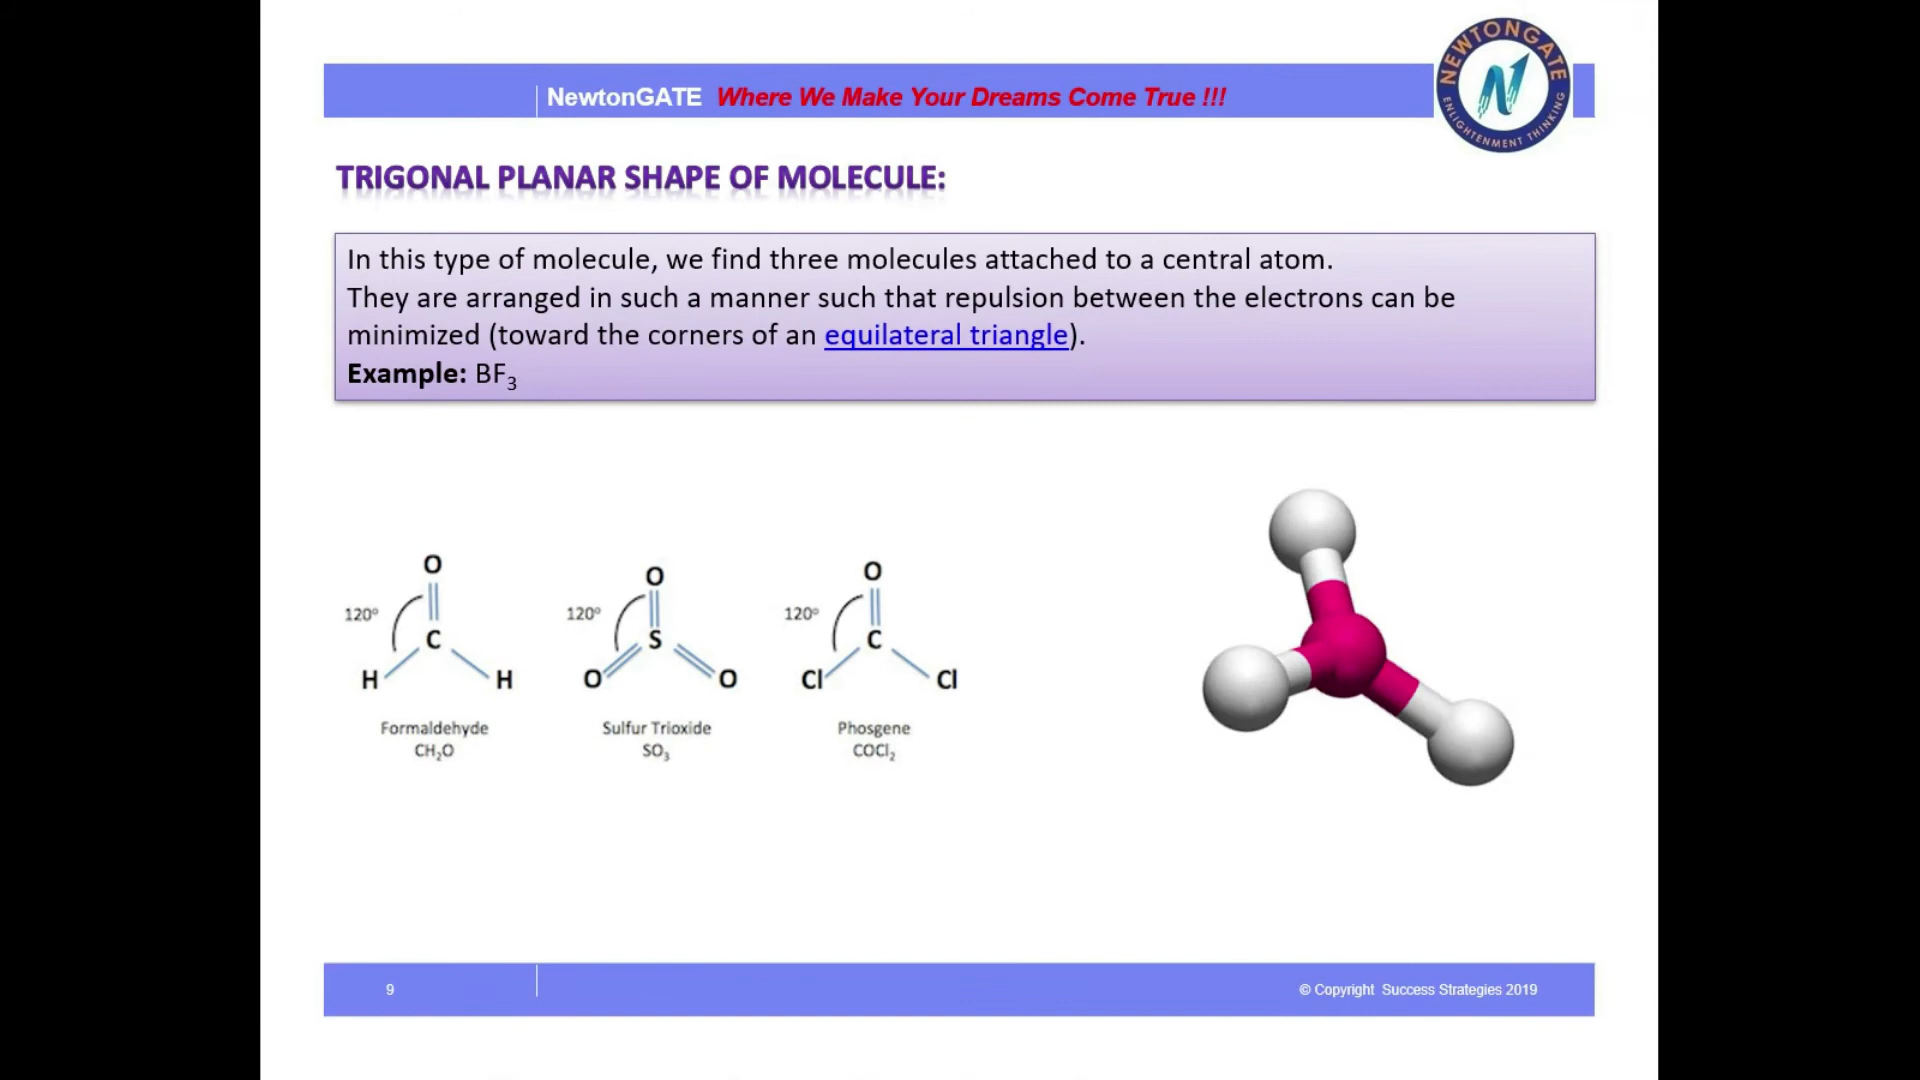 NEWTONGATE
ENLIGHTENMENT THINKING
NewtonGATE Where We Make Your Dreams Come True !!!
TRIGONAL PLANAR SHAPE OF MOLECULE:
In this type of molecule, we find three molecules attached to a central atom.
They are arranged in such a manner such that repulsion between the electrons can be
minimized (toward the corners of an equilateral triangle).
Example: BF₃
O
120°
C
H H
Formaldehyde
CH₂O
O
120°
S
O O
Sulfur Trioxide
SO₃
O
120°
C
Cl Cl
Phosgene
COCl₂
9
© Copyright Success Strategies 2019